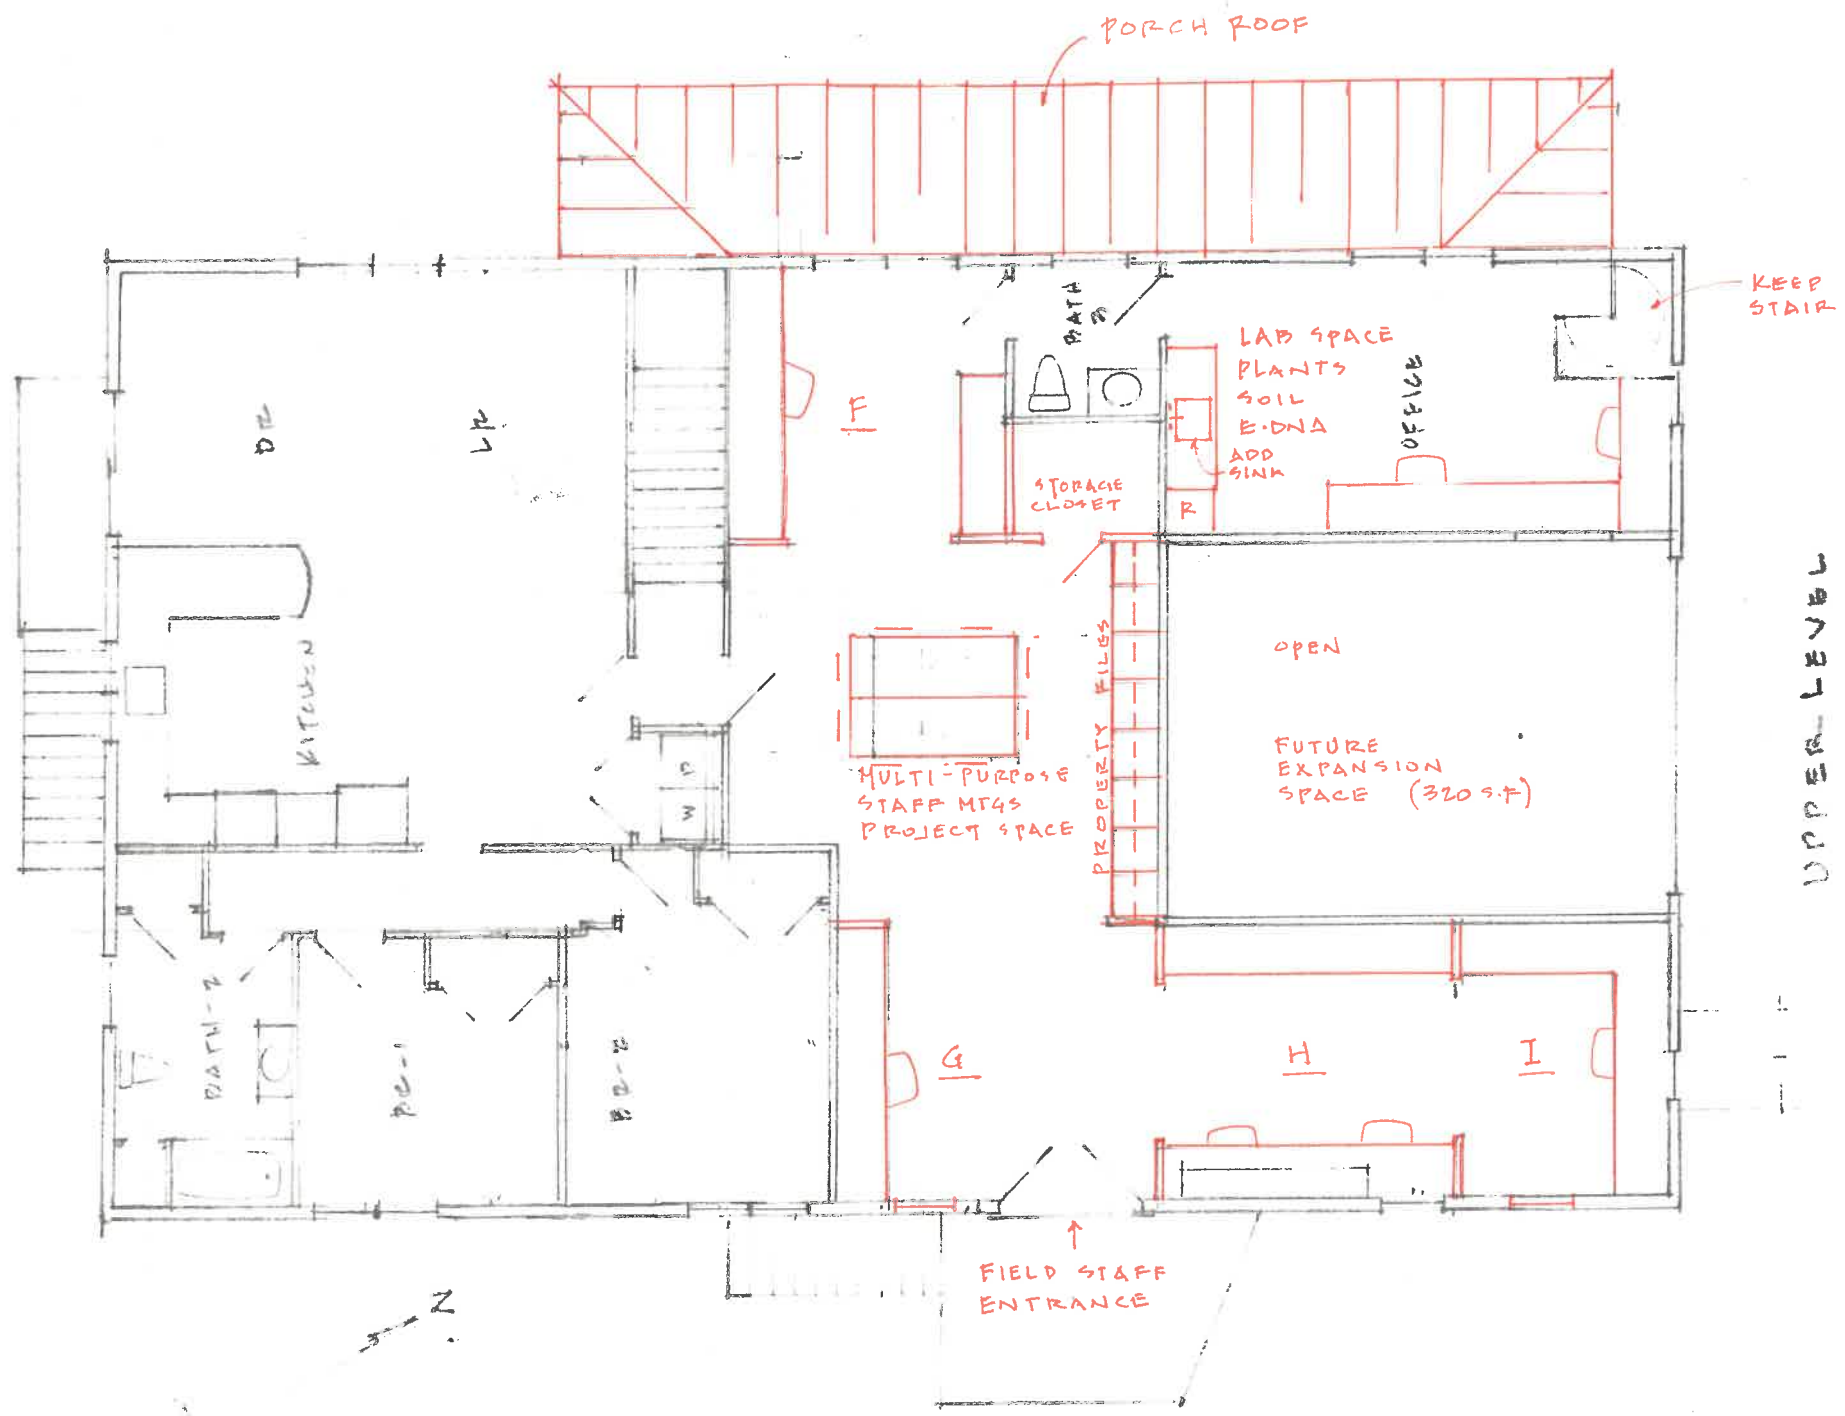 PORCH ROOF
KEEP
STAIR
BATH
3
LAB SPACE
PLANTS
SOIL
E-DNA
ADD
SINK
OFFICE
F
DR
LR
STORAGE
CLOSET
R
OPEN
FUTURE
EXPANSION
SPACE (320 S.F)
PROPERTY FILES
KITCHEN
W D
MULTI-PURPOSE
STAFF MTGS
PROJECT SPACE
UPPER LEVEL
BATH-2
BR-1
BR-2
G
H
I
FIELD STAFF
ENTRANCE
N